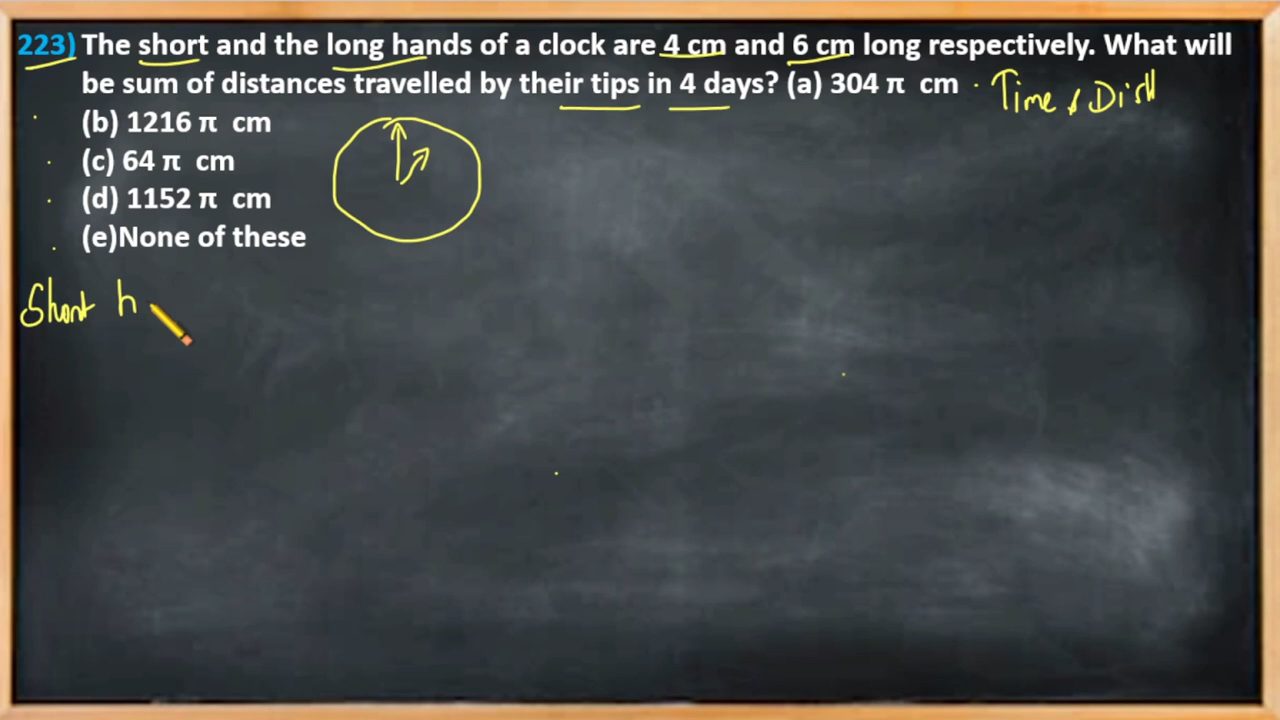 223) The short and the long hands of a clock are 4 cm and 6 cm long respectively. What will
be sum of distances travelled by their tips in 4 days? (a) 304 π cm
Time & Dist
(b) 1216 π cm
(c) 64 π cm
(d) 1152 π cm
(e)None of these
Short h